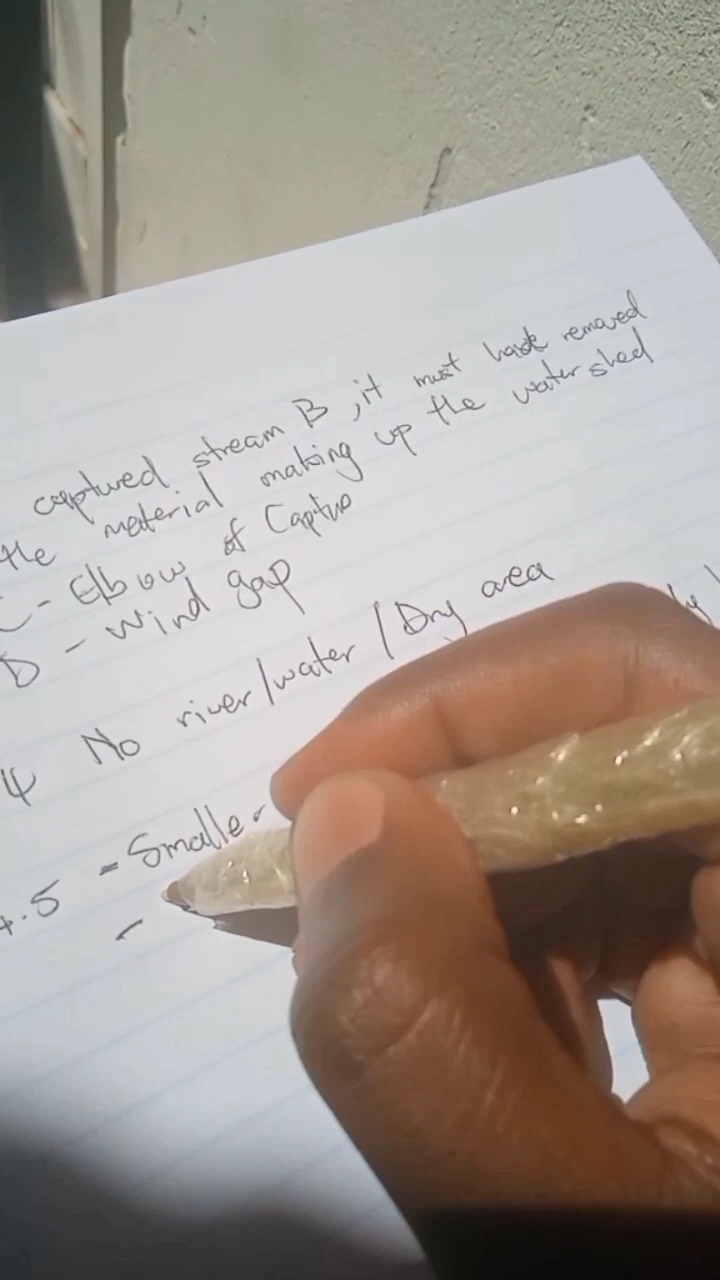 captured stream B, it must have removed
the material making up the watershed
C - Elbow of Captu
D - Wind gap
4 No river/water / Dry area
4.5 - Smaller
-